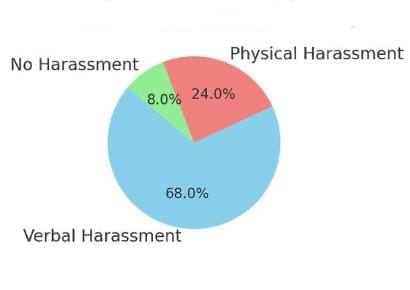 Physical Harassment
No Harassment
8.0%
24.0%
68.0%
Verbal Harassment